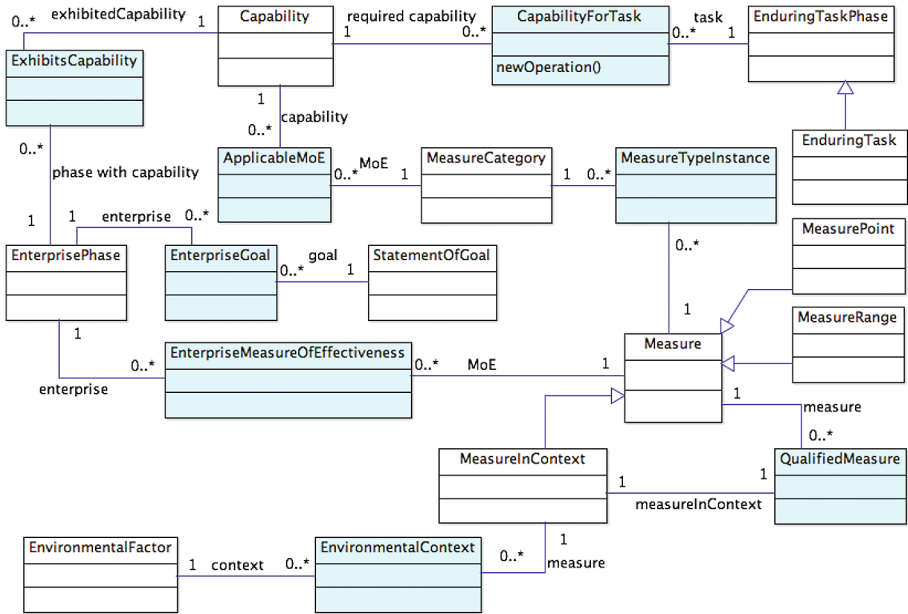 exhibitedCapability
0..*
1
Capability
required capability
1
0..*
CapabilityForTask
newOperation()
task
0..*
1
EnduringTaskPhase
ExhibitsCapability
1
capability
0..*
EnduringTask
0..*
phase with capability
1
ApplicableMoE
MoE
0..*
1
MeasureCategory
1
0..*
MeasureTypeInstance
1
enterprise
0..*
0..*
MeasurePoint
EnterprisePhase
EnterpriseGoal
goal
0..*
1
StatementOfGoal
1
MeasureRange
1
Measure
EnterpriseMeasureOfEffectiveness
0..*
enterprise
0..*
MoE
1
1
measure
0..*
MeasureInContext
QualifiedMeasure
1
1
measureInContext
EnvironmentalFactor
1
context
0..*
EnvironmentalContext
0..*
1
measure